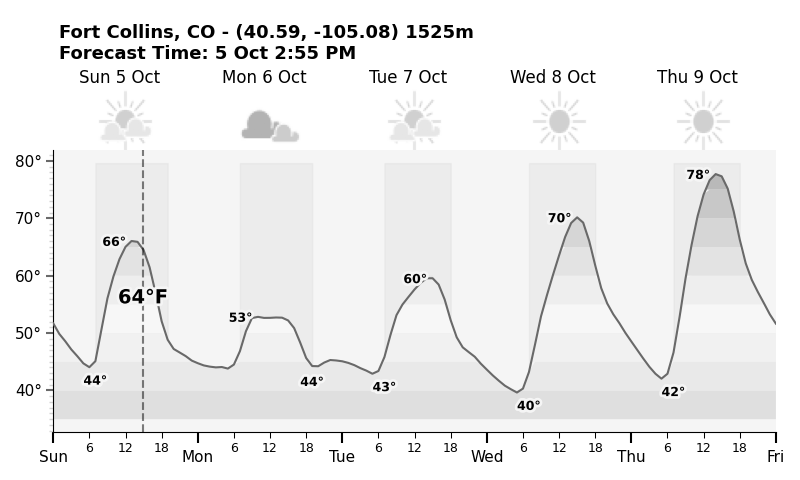 Fort Collins, CO - (40.59, -105.08) 1525m
Forecast Time: 5 Oct 2:55 PM
Sun 5 Oct Mon 6 Oct Tue 7 Oct Wed 8 Oct Thu 9 Oct
80°
78°
70° 70°
66°
60° 60°
64°F
53°
50°
44° 44° 43° 42°
40° 40°
6 12 18 6 12 18 6 12 18 6 12 18 6 12 18
Sun Mon Tue Wed Thu Fri